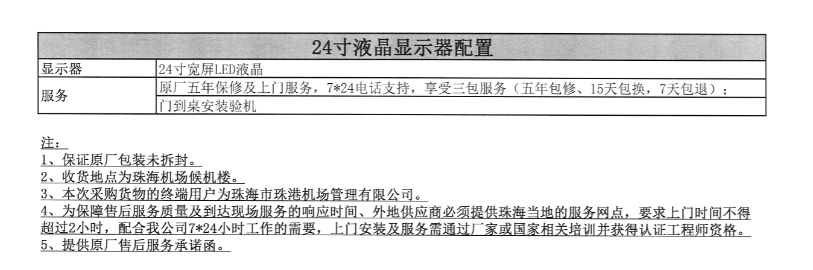 24寸液晶显示器配置
显示器 24寸宽屏LED液晶
服务 原厂五年保修及上门服务，7*24电话支持，享受三包服务（五年包修、15天包换，7天包退）；
门到桌安装验机
注：
1、保证原厂包装未拆封。
2、收货地点为珠海机场候机楼。
3、本次采购货物的终端用户为珠海市珠港机场管理有限公司。
4、为保障售后服务质量及到达现场服务的响应时间、外地供应商必须提供珠海当地的服务网点，要求上门时间不得
超过2小时，配合我公司7*24小时工作的需要，上门安装及服务需通过厂家或国家相关培训并获得认证工程师资格。
5、提供原厂售后服务承诺函。